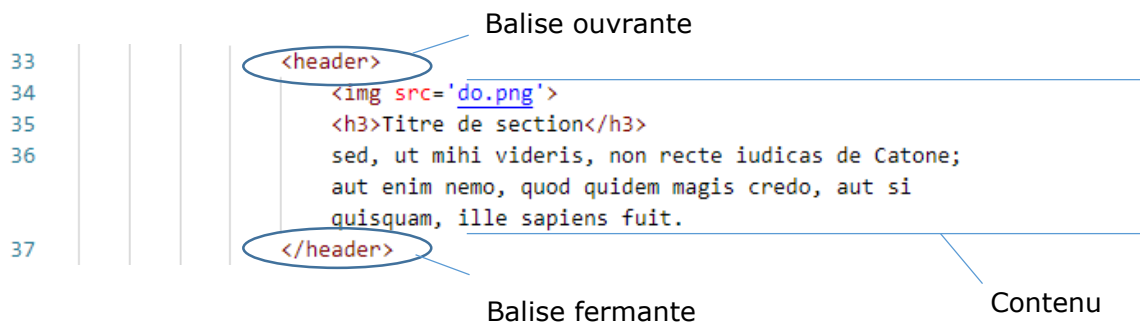 Balise ouvrante
33 <header>
34 <img src='do.png'>
35 <h3>Titre de section</h3>
36 sed, ut mihi videris, non recte iudicas de Catone;
aut enim nemo, quod quidem magis credo, aut si
quisquam, ille sapiens fuit.
37 </header>
Balise fermante
Contenu